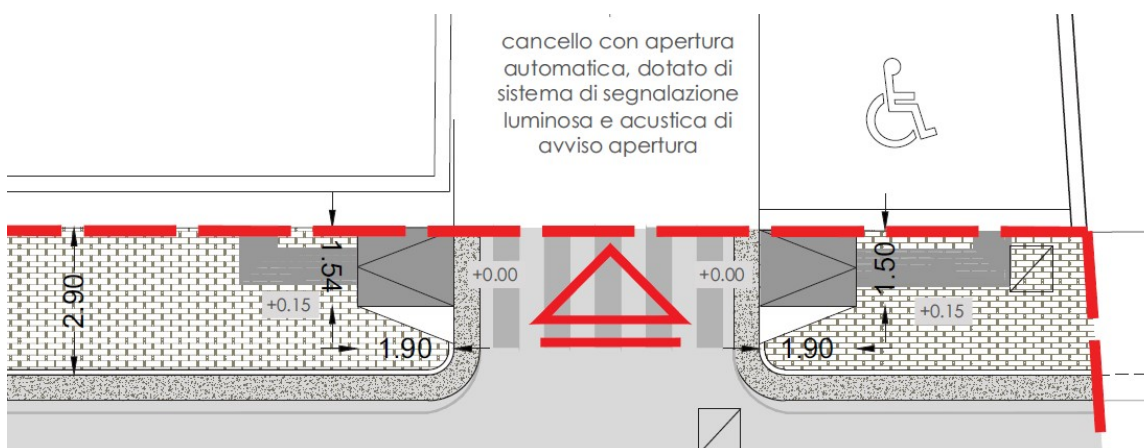 cancello con apertura
automatica, dotato di
sistema di segnalazione
luminosa e acustica di
avviso apertura
2.90
1.54
+0.15
1.90
+0.00
+0.00
1.50
+0.15
1.90